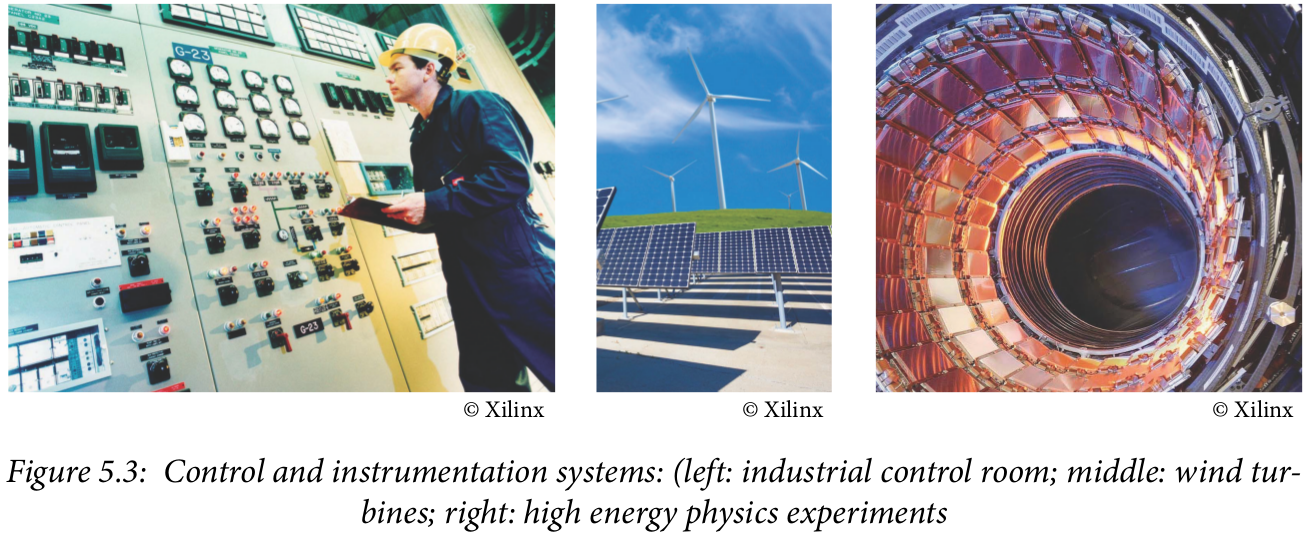 G-23
G-23
© Xilinx
© Xilinx
© Xilinx
Figure 5.3: Control and instrumentation systems: (left: industrial control room; middle: wind tur-
bines; right: high energy physics experiments